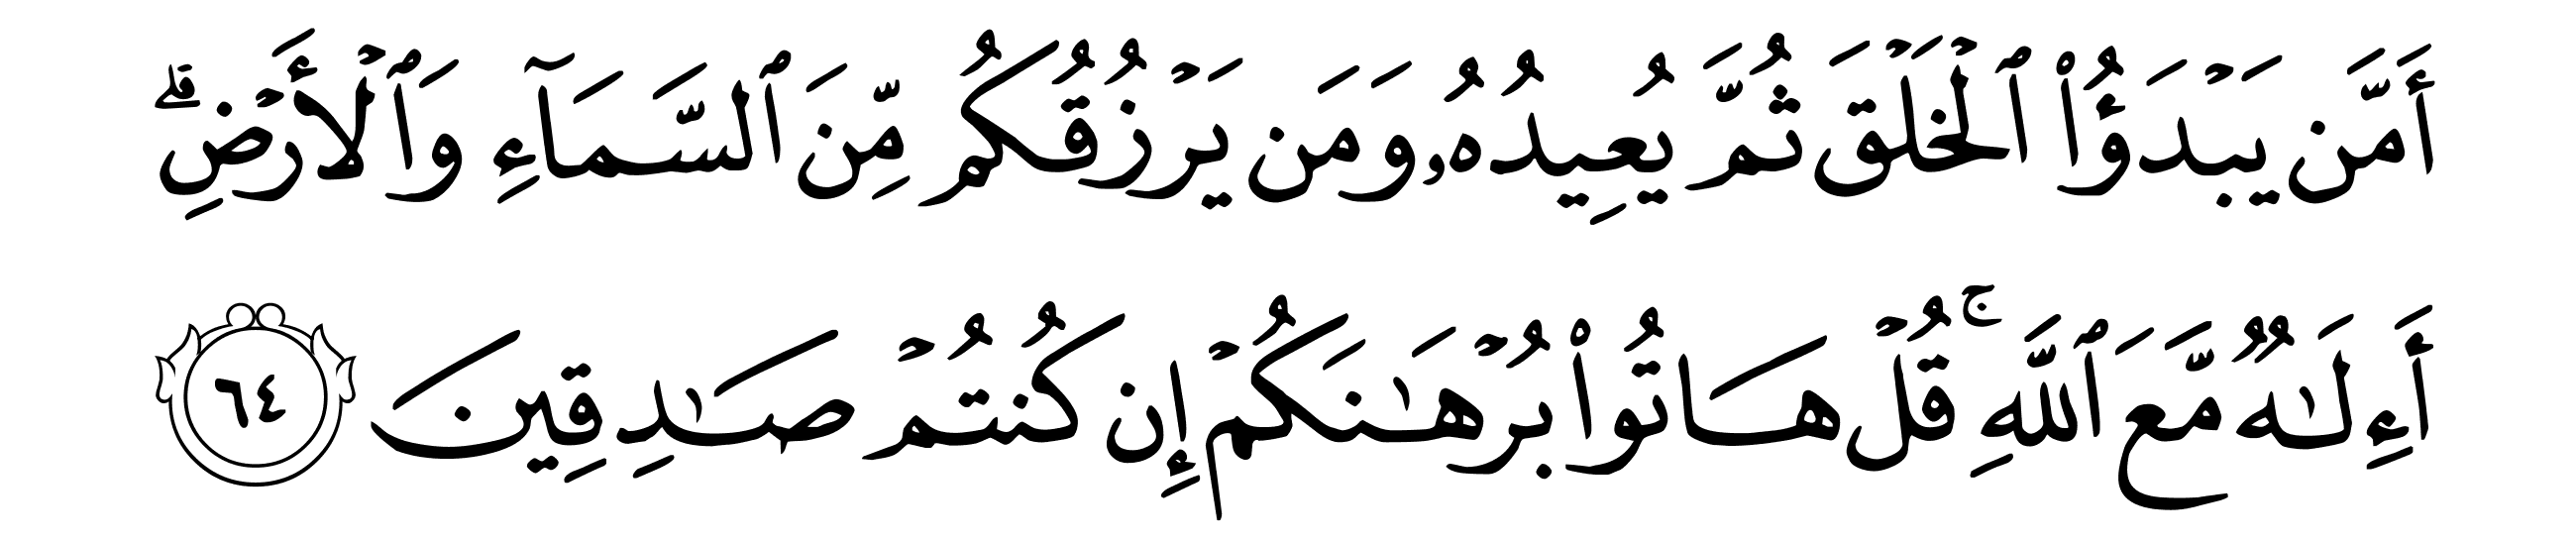 أَمَّن يَبْدَؤُا۟ ٱلْخَلْقَ ثُمَّ يُعِيدُهُۥ وَمَن يَرْزُقُكُم مِّنَ ٱلسَّمَآءِ وَٱلْأَرْضِ ۗ
أَءِلَـٰهٌ مَّعَ ٱللَّهِ ۚ قُلْ هَاتُوا۟ بُرْهَـٰنَكُمْ إِن كُنتُمْ صَـٰدِقِينَ ٦٤